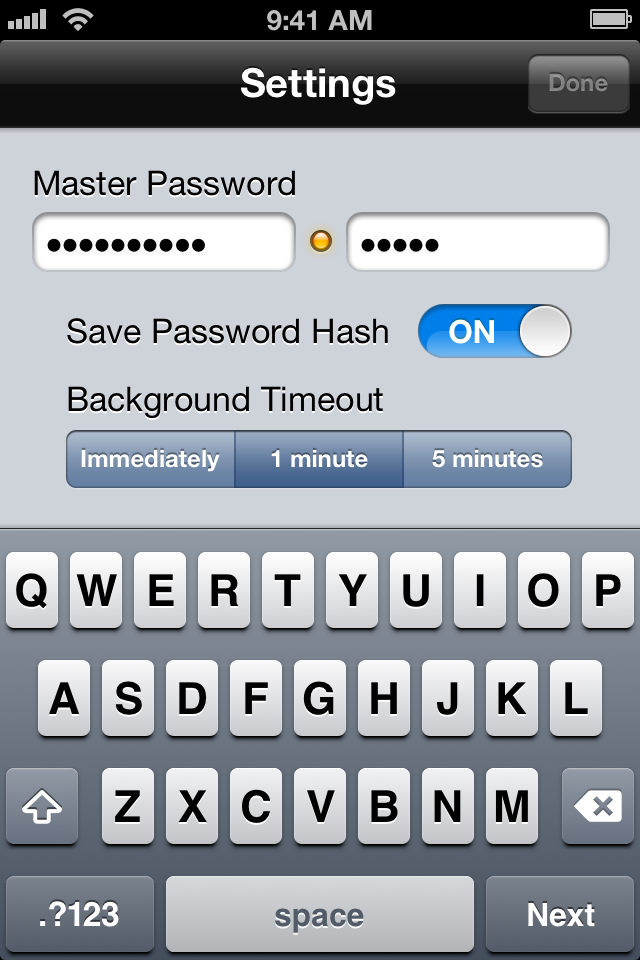 9:41 AM
Settings Done
Master Password
•••••••••• •••••
Save Password Hash ON
Background Timeout
Immediately 1 minute 5 minutes
Q W E R T Y U I O P
A S D F G H J K L
Z X C V B N M
.?123 space Next